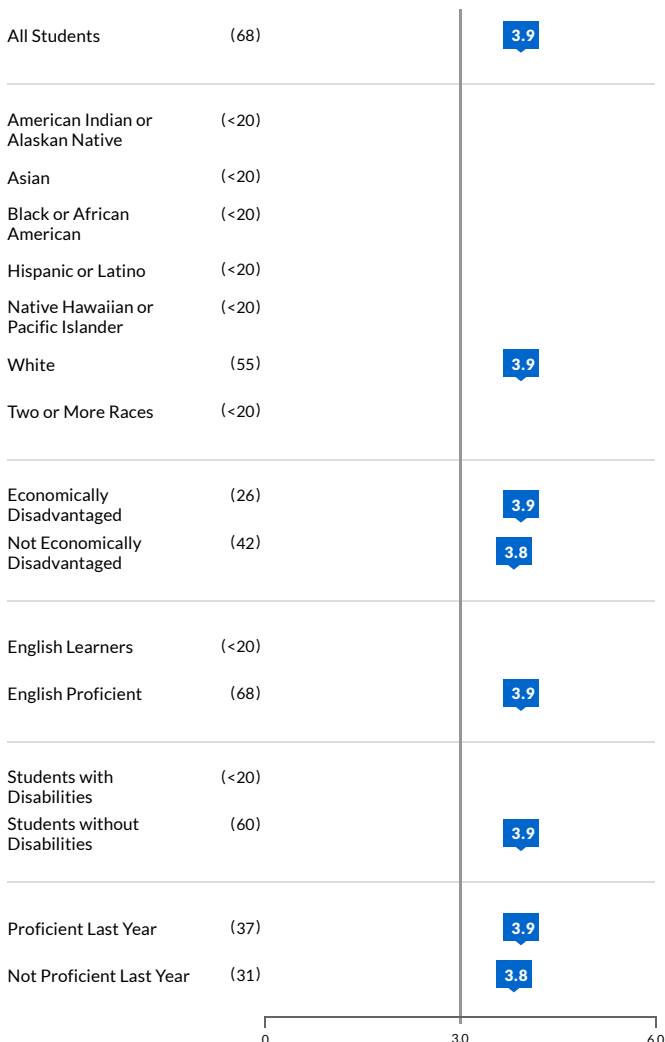 All Students (68) 3.9
American Indian or (<20)
Alaskan Native
Asian (<20)
Black or African (<20)
American
Hispanic or Latino (<20)
Native Hawaiian or (<20)
Pacific Islander
White (55) 3.9
Two or More Races (<20)
Economically (26) 3.9
Disadvantaged
Not Economically (42) 3.8
Disadvantaged
English Learners (<20)
English Proficient (68) 3.9
Students with (<20)
Disabilities
Students without (60) 3.9
Disabilities
Proficient Last Year (37) 3.9
Not Proficient Last Year (31) 3.8
0 3.0 6.0